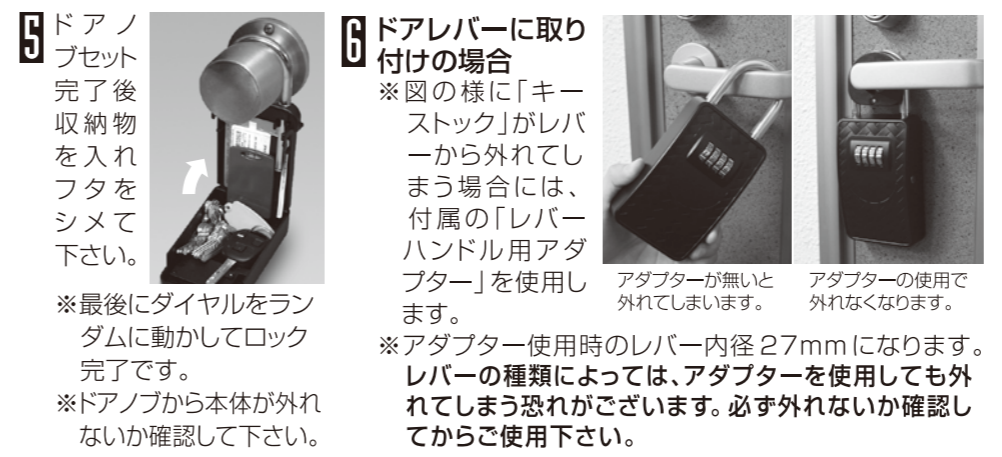 5
ドアノ
ブセット
完了後
収納物
を入れ
フタを
シメて
下さい。
※最後にダイヤルをラン
ダムに動かしてロック
完了です。
※ドアノブから本体が外れ
ないか確認して下さい。
6
ドアレバーに取り
付けの場合
※図の様に「キー
ストック」がレバ
ーから外れてし
まう場合には、
付属の「レバー
ハンドル用アダ
プター」を使用し
ます。
アダプターが無いと
外れてしまいます。
アダプターの使用で
外れなくなります。
※アダプター使用時のレバー内径27mmになります。
レバーの種類によっては、アダプターを使用しても外
れてしまう恐れがございます。必ず外れないか確認し
てからご使用下さい。